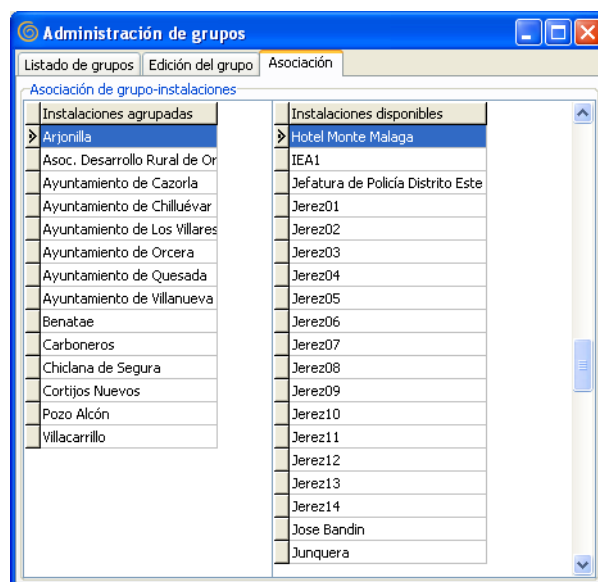 Administración de grupos
Listado de grupos Edición del grupo Asociación
Asociación de grupo-instalaciones
Instalaciones agrupadas
Arjonilla
Asoc. Desarrollo Rural de Or
Ayuntamiento de Cazorla
Ayuntamiento de Chilluévar
Ayuntamiento de Los Villares
Ayuntamiento de Orcera
Ayuntamiento de Quesada
Ayuntamiento de Villanueva
Benatae
Carboneros
Chiclana de Segura
Cortijos Nuevos
Pozo Alcón
Villacarrillo
Instalaciones disponibles
Hotel Monte Malaga
IEA1
Jefatura de Policía Distrito Este
Jerez01
Jerez02
Jerez03
Jerez04
Jerez05
Jerez06
Jerez07
Jerez08
Jerez09
Jerez10
Jerez11
Jerez12
Jerez13
Jerez14
Jose Bandin
Junquera